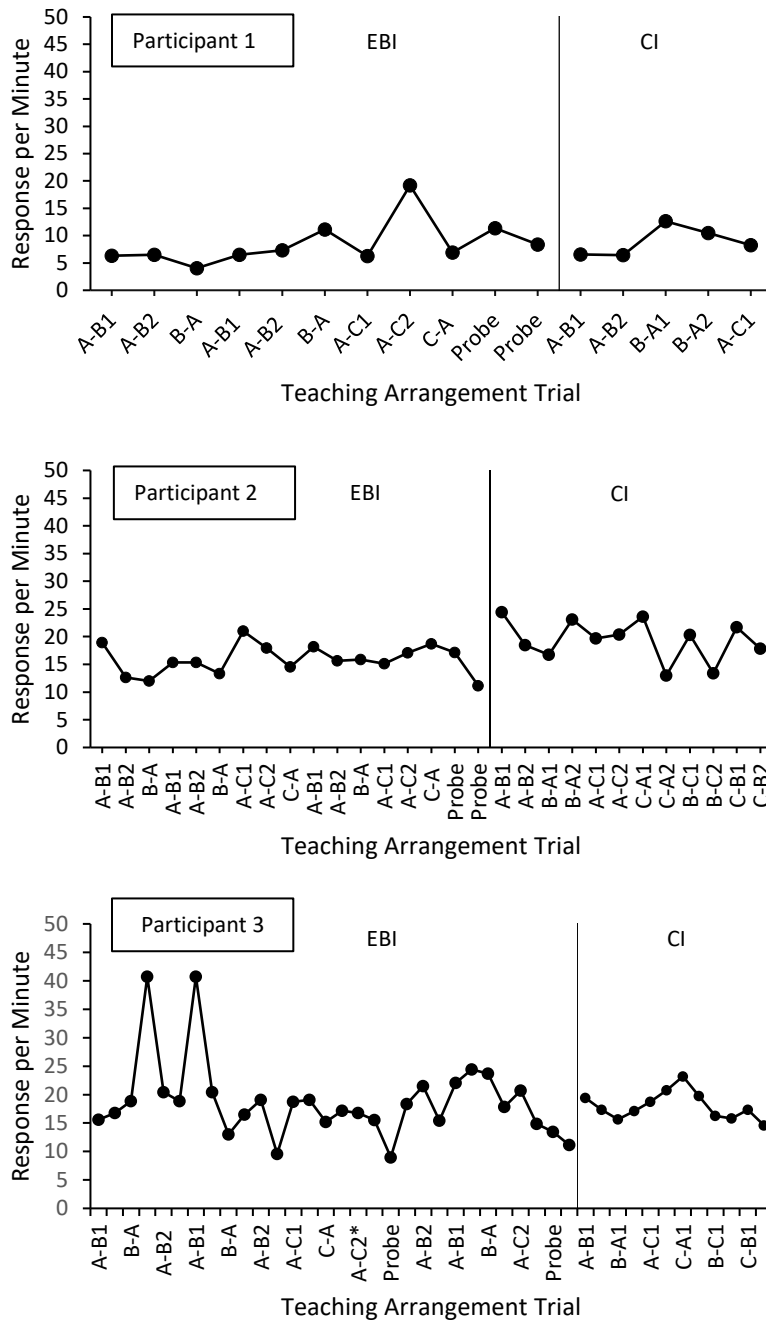 Participant 1
EBI
CI
Response per Minute
50
45
40
35
30
25
20
15
10
5
0
A-B1
A-B2
B-A
A-B1
A-B2
B-A
A-C1
A-C2
C-A
Probe
Probe
A-B1
A-B2
B-A1
B-A2
A-C1
Teaching Arrangement Trial
Participant 2
EBI
CI
Response per Minute
50
45
40
35
30
25
20
15
10
5
0
A-B1
A-B2
B-A
A-B1
A-B2
B-A
A-C1
A-C2
C-A
A-B1
A-B2
B-A
A-C1
A-C2
C-A
Probe
Probe
A-B1
A-B2
B-A1
B-A2
A-C1
A-C2
C-A1
C-A2
B-C1
B-C2
C-B1
C-B2
Teaching Arrangement Trial
Participant 3
EBI
CI
Response per Minute
50
45
40
35
30
25
20
15
10
5
0
A-B1
B-A
A-B2
A-B1
B-A
A-B2
A-C1
C-A
A-C2*
Probe
A-B2
A-B1
B-A
A-C2
Probe
A-B1
B-A1
A-C1
C-A1
B-C1
C-B1
Teaching Arrangement Trial